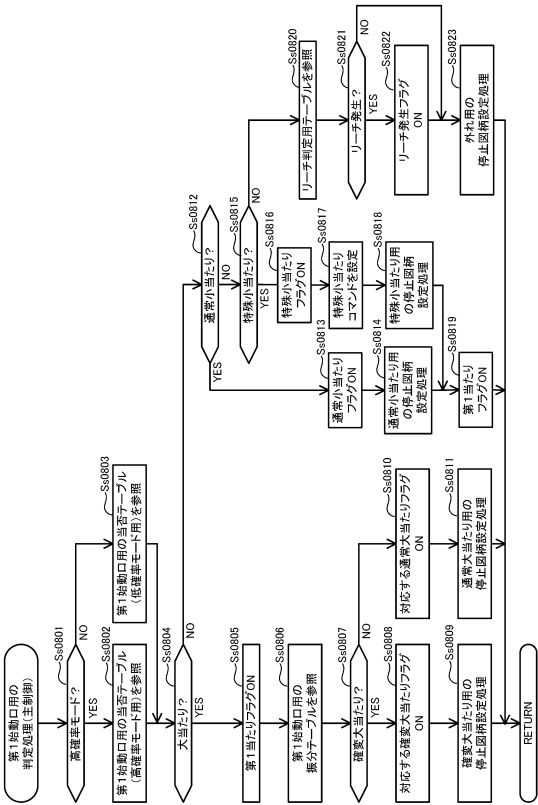 第1始動口用の
判定処理(主制御)
Ss0801
高確率モード?
YES
NO
Ss0802
第1始動口用の当否テーブル
(高確率モード用)を参照
Ss0803
第1始動口用の当否テーブル
(低確率モード用)を参照
Ss0804
大当たり?
YES
NO
Ss0805
第1当たりフラグON
Ss0806
第1始動口用の
振分テーブルを参照
Ss0807
確変大当たり?
YES
NO
Ss0808
対応する確変大当たりフラグ
ON
Ss0809
確変大当たり用の
停止図柄設定処理
Ss0810
対応する通常大当たりフラグ
ON
Ss0811
通常大当たり用の
停止図柄設定処理
Ss0812
通常小当たり?
YES
NO
Ss0813
通常小当たり
フラグON
Ss0814
通常小当たり用
の停止図柄
設定処理
Ss0815
特殊小当たり?
YES
NO
Ss0816
特殊小当たり
フラグON
Ss0817
特殊小当たり
コマンドを設定
Ss0818
特殊小当たり用
の停止図柄
設定処理
Ss0819
第1当たり
フラグON
Ss0820
リーチ判定用テーブルを参照
Ss0821
リーチ発生?
YES
NO
Ss0822
リーチ発生フラグ
ON
Ss0823
外れ用の
停止図柄設定処理
RETURN